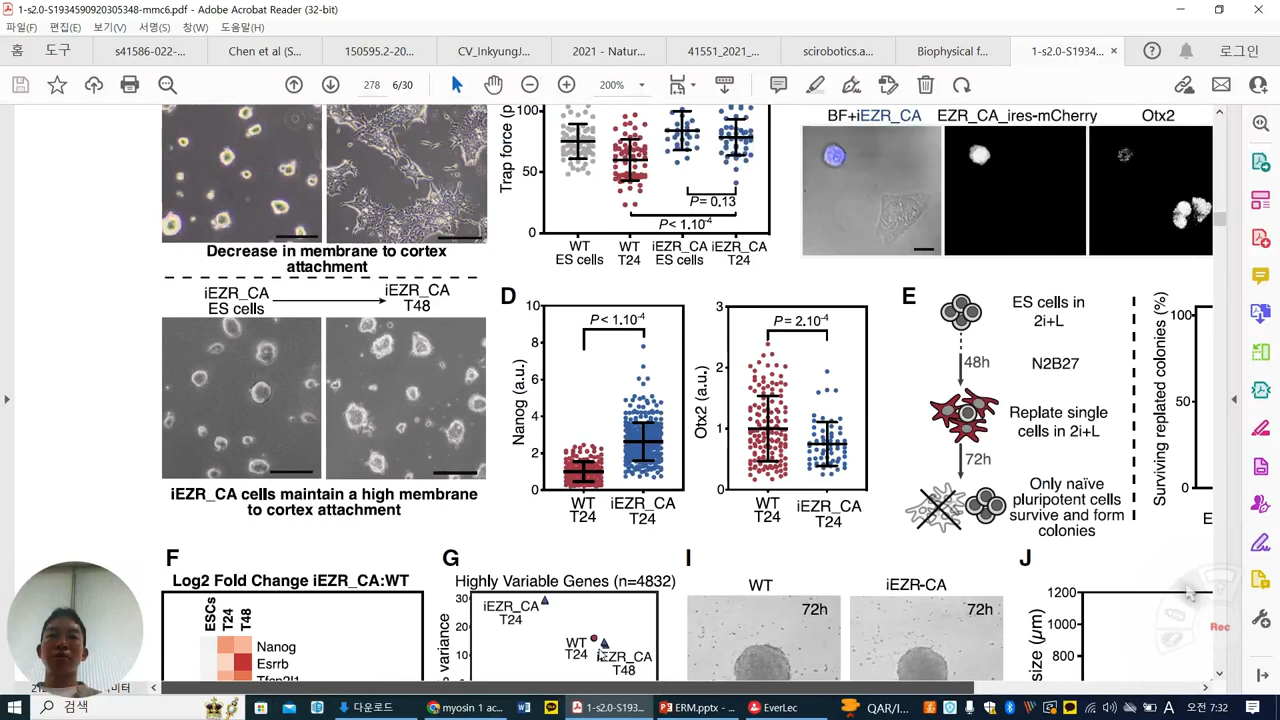 1-s2.0-S1934590920305348-mmc6.pdf - Adobe Acrobat Reader (32-bit)
파일(F) 편집(E) 보기(V) 서명(S) 창(W) 도움말(H)
홈 도구 s41586-022-... Chen et al (S... 150595.2-20... CV_InkyungJ... 2021 - Natur... 41551_2021_... scirobotics.a... Biophysical f... 1-s2.0-S1934... × 로그인
278 6/30 200%
100
50
0
Trap force (p
P= 0.13
P< 1.10-4
WT ES cells
WT T24
iEZR_CA ES cells
iEZR_CA T24
BF+iEZR_CA EZR_CA_ires-mCherry Otx2
Decrease in membrane to cortex
attachment
iEZR_CA ES cells
iEZR_CA T48
iEZR_CA cells maintain a high membrane
to cortex attachment
D
Nanog (a.u.)
10
8
6
4
2
0
P< 1.10-4
WT T24
iEZR_CA T24
Otx2 (a.u.)
3
2
1
0
P= 2.10-4
WT T24
iEZR_CA T24
E
ES cells in
2i+L
48h N2B27
Replate single
cells in 2i+L
72h
Only naïve
pluripotent cells
survive and form
colonies
Surviving replated colonies (%)
100
50
0
E
F
Log2 Fold Change iEZR_CA:WT
ESCs
T24
T48
Nanog
Esrrb
Tfcp2l1
G
Highly Variable Genes (n=4832)
30
20
10
variance
iEZR_CA
T24
WT
T24
iEZR_CA
T48
I
WT iEZR-CA
72h 72h
J
1200
1000
800
size (µm)
Rec
검색 다운로드 myosin 1 ac... 1-s2.0-S193... ERM.pptx - ... EverLec QAR/I... A 오전 7:32